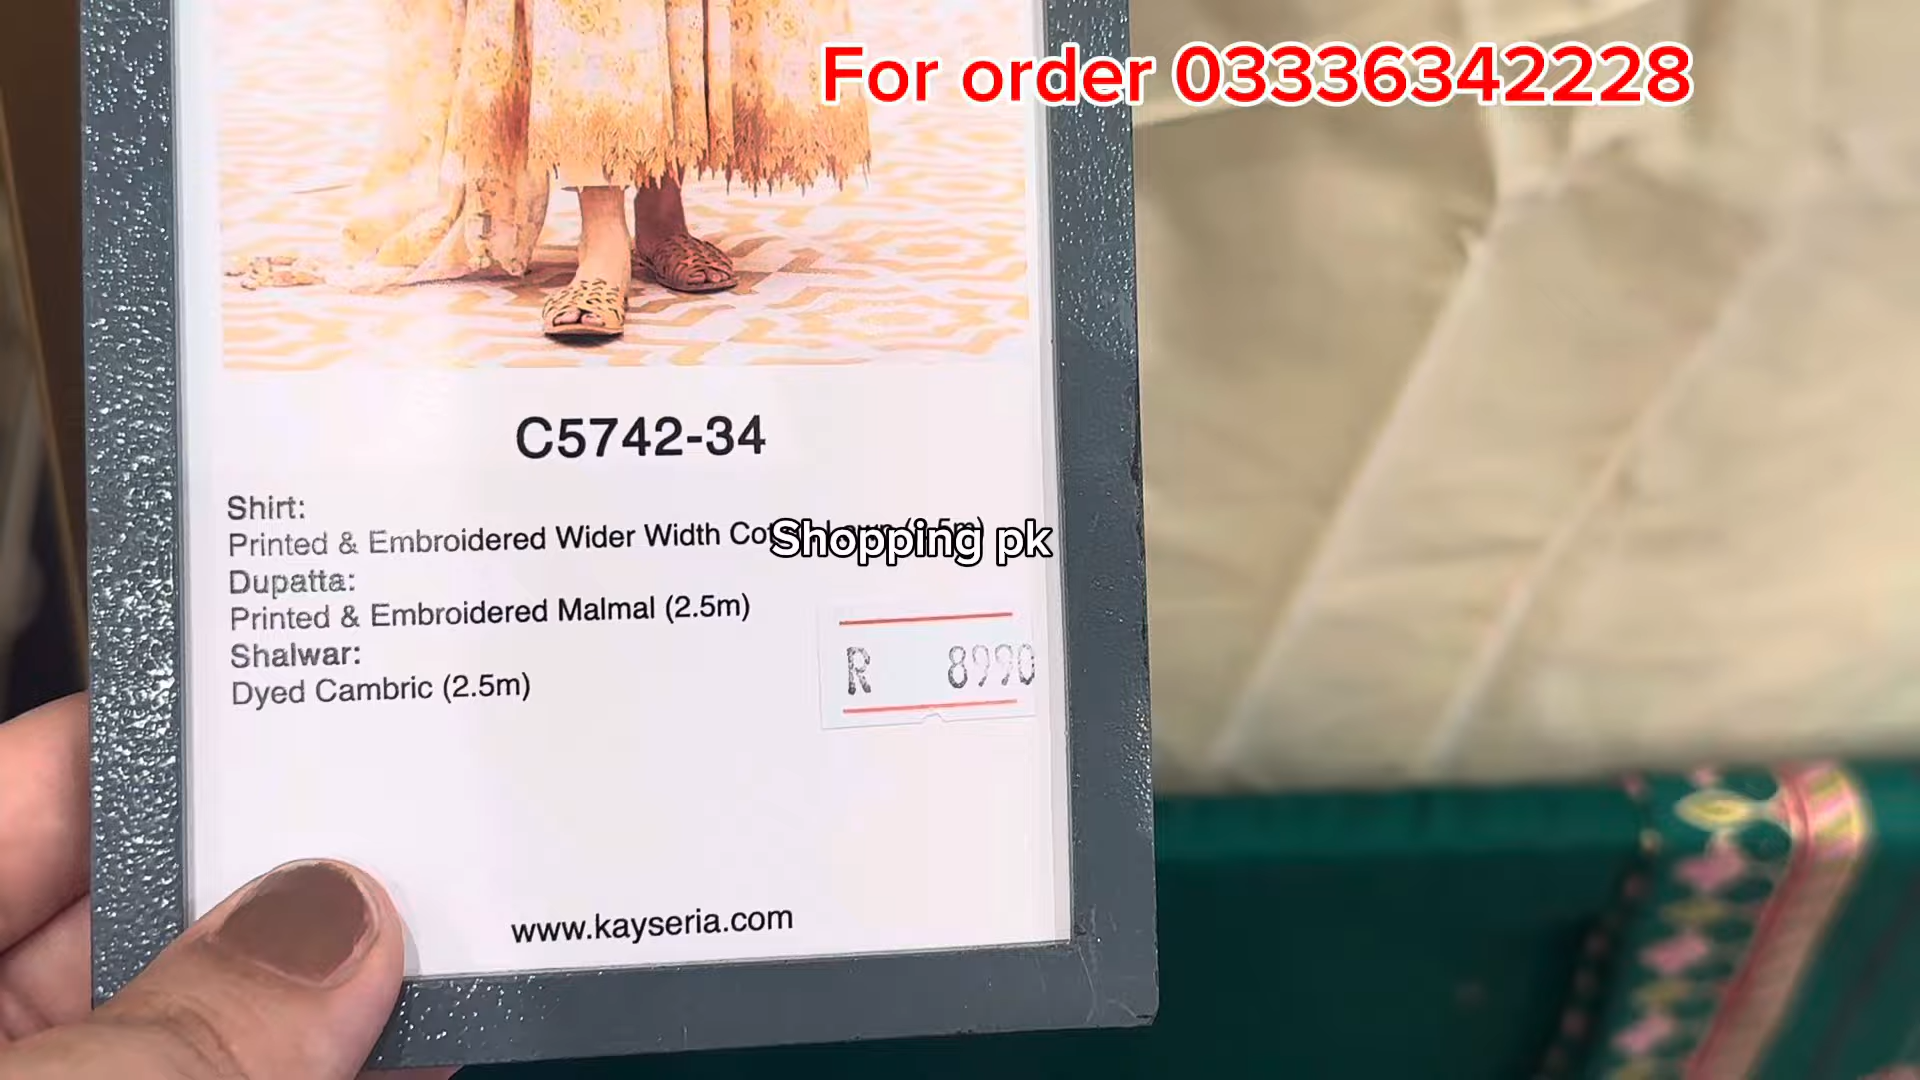 For order 03336342228
C5742-34
Shirt:
Printed & Embroidered Wider Width
Shopping pk
Dupatta:
Printed & Embroidered Malmal (2.5m)
Shalwar:
R 8990
Dyed Cambric (2.5m)
www.kayseria.com